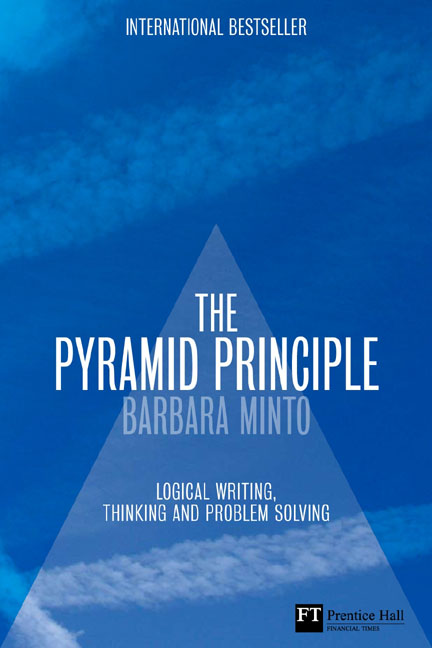 INTERNATIONAL BESTSELLER
THE
PYRAMID PRINCIPLE
BARBARA MINTO
LOGICAL WRITING,
THINKING AND PROBLEM SOLVING
FT Prentice Hall
FINANCIAL TIMES